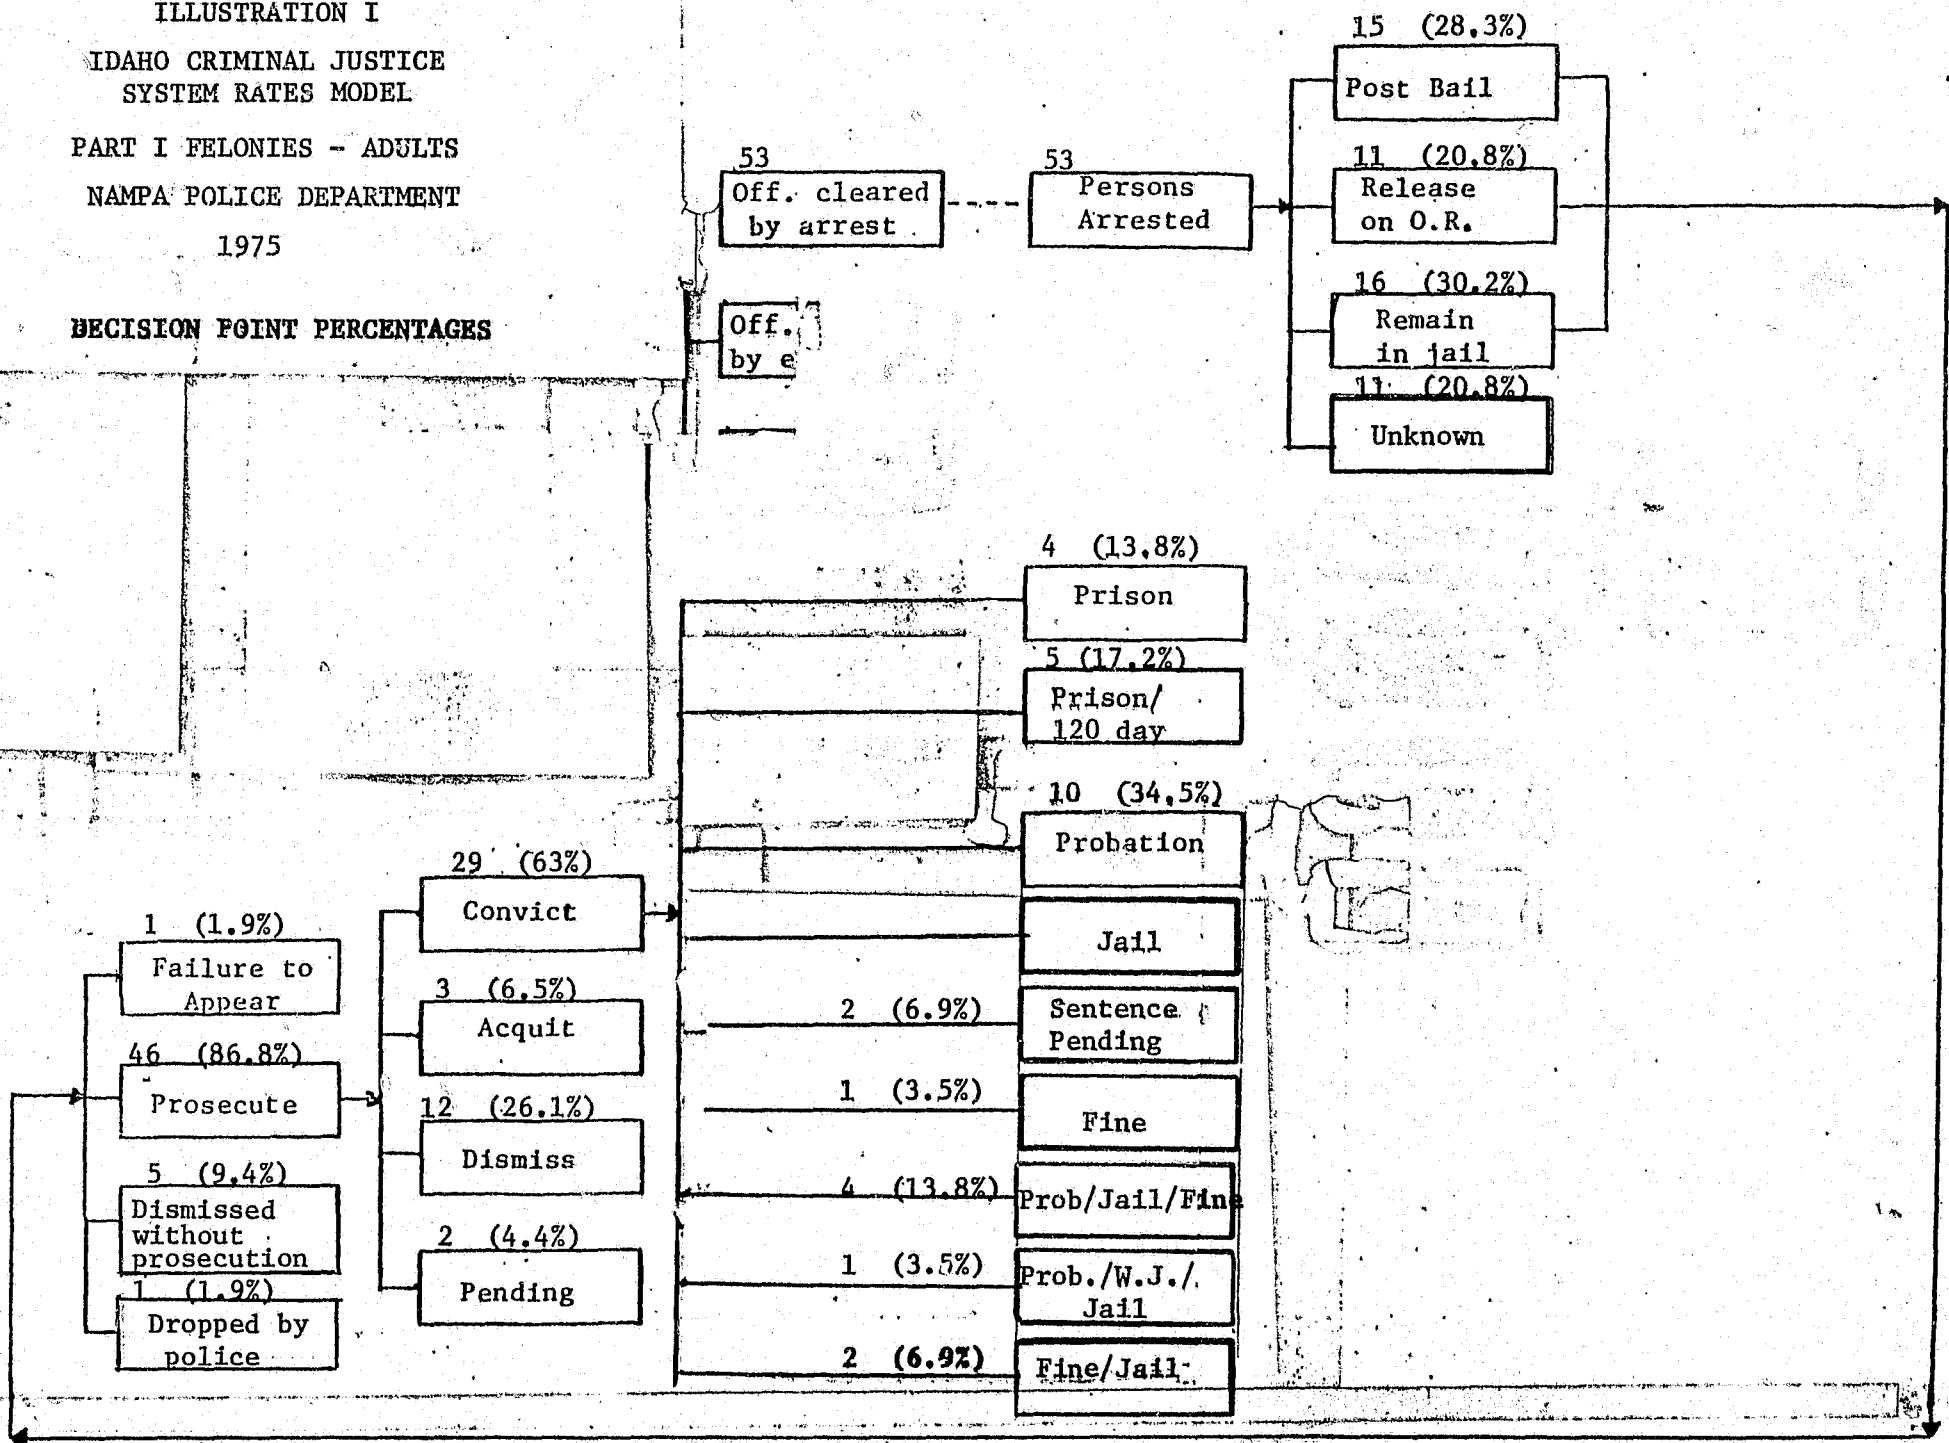 ILLUSTRATION I
IDAHO CRIMINAL JUSTICE
SYSTEM RATES MODEL
PART I FELONIES - ADULTS
NAMPA POLICE DEPARTMENT
1975
DECISION POINT PERCENTAGES
53
Off. cleared
by arrest
53
Persons
Arrested
15 (28.3%)
Post Bail
11 (20.8%)
Release
on O.R.
16 (30.2%)
Remain
in jail
11 (20.8%)
Unknown
Off.
by e
4 (13.8%)
Prison
5 (17.2%)
Prison/
120 day
10 (34.5%)
Probation
Jail
2 (6.9%)
Sentence
Pending
1 (3.5%)
Fine
4 (13.8%)
Prob/Jail/Fine
1 (3.5%)
Prob./W.J./
Jail
2 (6.9%)
Fine/Jail
29 (63%)
Convict
3 (6.5%)
Acquit
12 (26.1%)
Dismiss
2 (4.4%)
Pending
1 (1.9%)
Failure to
Appear
46 (86.8%)
Prosecute
5 (9.4%)
Dismissed
without
prosecution
1 (1.9%)
Dropped by
police